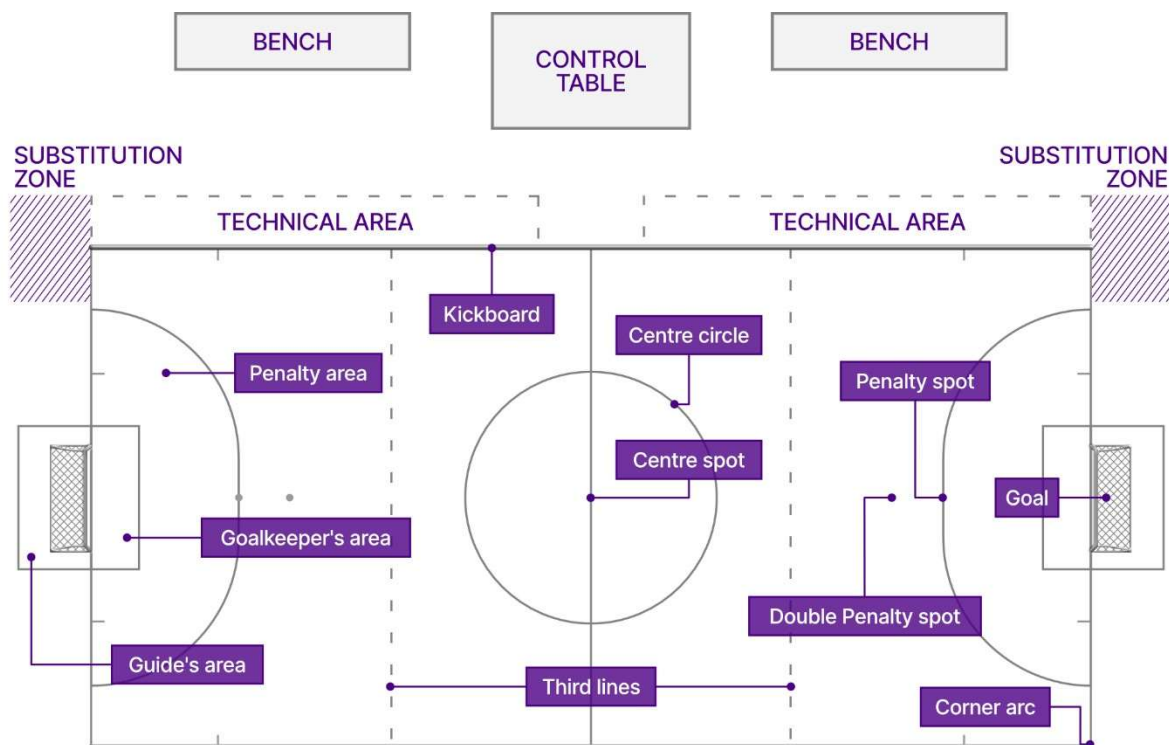 BENCH
CONTROL
TABLE
BENCH
SUBSTITUTION
ZONE
SUBSTITUTION
ZONE
TECHNICAL AREA
TECHNICAL AREA
Kickboard
Centre circle
Penalty area
Penalty spot
Centre spot
Goal
Goalkeeper's area
Double Penalty spot
Guide's area
Third lines
Corner arc